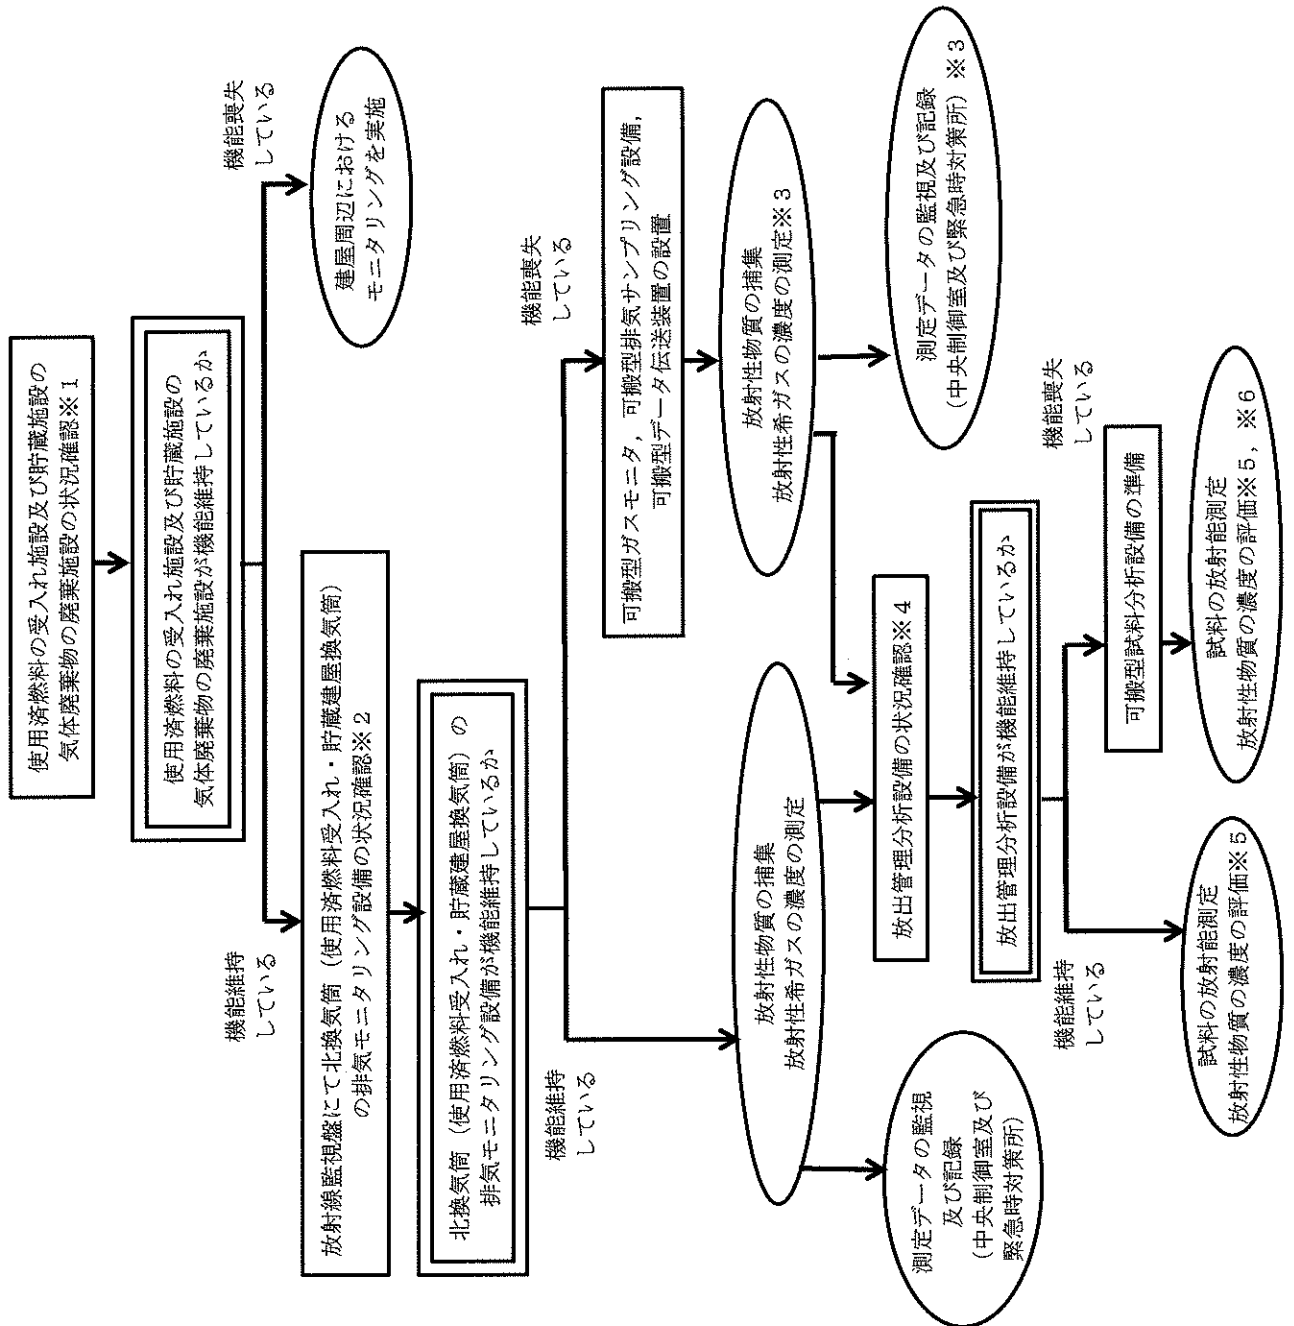 使用済燃料の受入れ施設及び貯蔵施設の
気体廃棄物の廃棄施設の状況確認※1
使用済燃料の受入れ施設及び貯蔵施設の
気体廃棄物の廃棄施設が機能維持しているか
機能喪失
している
建屋周辺における
モニタリングを実施
機能維持
している
放射線監視盤にて北換気筒（使用済燃料受入れ・貯蔵建屋換気筒）
の排気モニタリング設備の状況確認※2
北換気筒（使用済燃料受入れ・貯蔵建屋換気筒）の
排気モニタリング設備が機能維持しているか
機能喪失
している
可搬型ガスモニタ，可搬型排気サンプリング設備，
可搬型データ伝送装置の設置
放射性物質の捕集
放射性希ガスの濃度の測定※3
測定データの監視及び記録
（中央制御室及び緊急時対策所）※3
機能維持
している
放射性物質の捕集
放射性希ガスの濃度の測定
測定データの監視
及び記録
（中央制御室及び
緊急時対策所）
放出管理分析設備の状況確認※4
放出管理分析設備が機能維持しているか
機能喪失
している
可搬型試料分析設備の準備
試料の放射能測定
放射性物質の濃度の評価※5，※6
機能維持
している
試料の放射能測定
放射性物質の濃度の評価※5